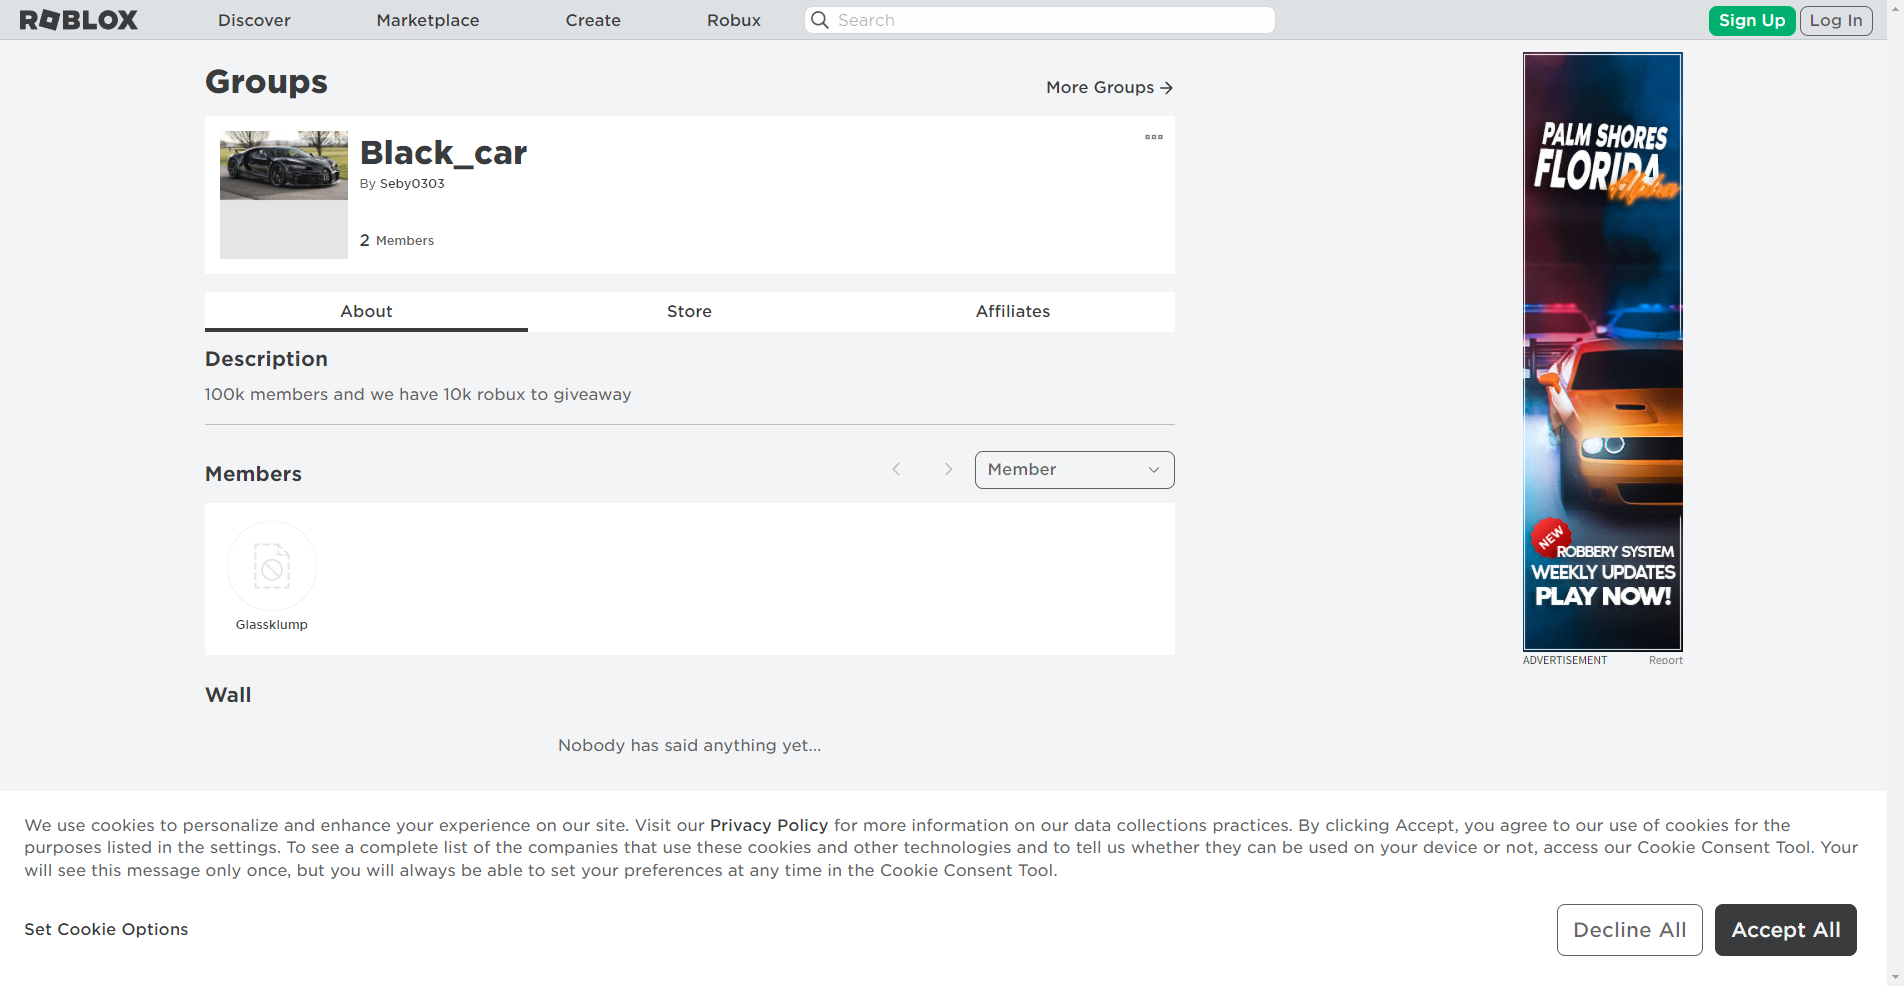 ROBLOX
Discover
Marketplace
Create
Robux
Search
Sign Up
Log In
Groups
More Groups
Black_car
By Seby0303
2 Members
About
Store
Affiliates
Description
100k members and we have 10k robux to giveaway
Members
Member
Glassklump
Wall
Nobody has said anything yet...
PALM SHORES
FLORIDA
Alpha
NEW
ROBBERY SYSTEM
WEEKLY UPDATES
PLAY NOW!
ADVERTISEMENT
Report
We use cookies to personalize and enhance your experience on our site. Visit our Privacy Policy for more information on our data collections practices. By clicking Accept, you agree to our use of cookies for the
purposes listed in the settings. To see a complete list of the companies that use these cookies and other technologies and to tell us whether they can be used on your device or not, access our Cookie Consent Tool. Your
will see this message only once, but you will always be able to set your preferences at any time in the Cookie Consent Tool.
Set Cookie Options
Decline All
Accept All